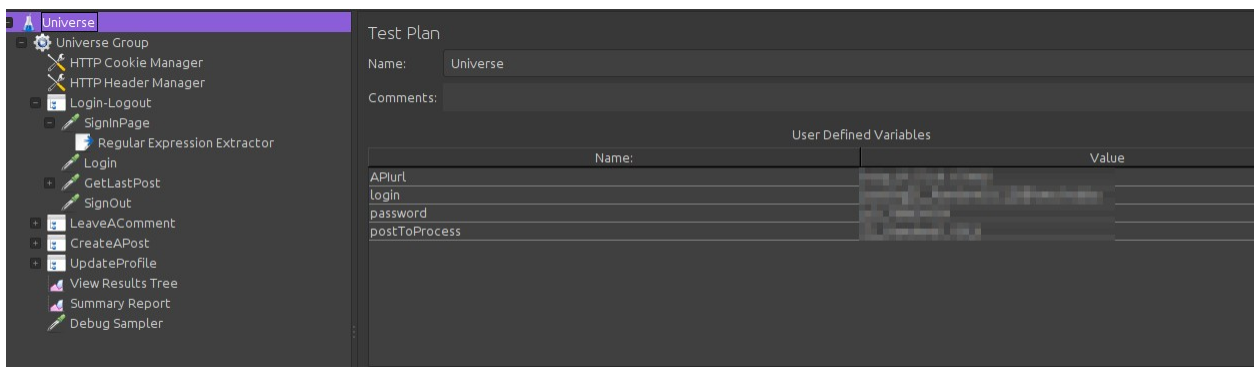 Universe
Universe Group
HTTP Cookie Manager
HTTP Header Manager
Login-Logout
SignInPage
Regular Expression Extractor
Login
GetLastPost
SignOut
LeaveAComment
CreateAPost
UpdateProfile
View Results Tree
Summary Report
Debug Sampler
Test Plan
Name: Universe
Comments:
User Defined Variables
Name: Value
APIurl
login
password
postToProcess